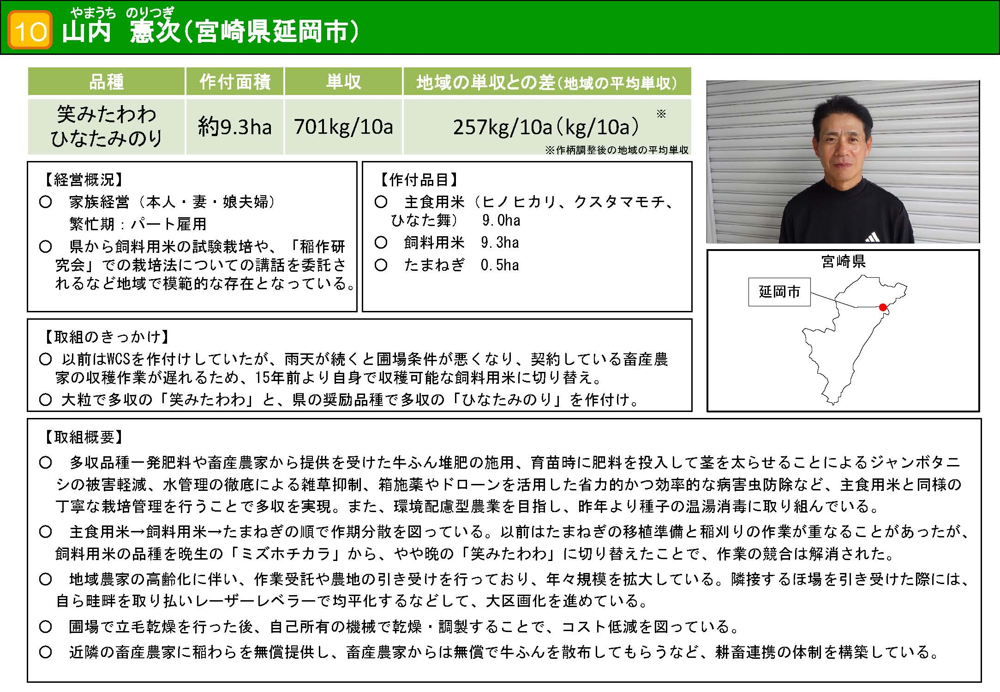 やまうち のりつぎ
10 山内 憲次(宮崎県延岡市)
品種 作付面積 単収 地域の単収との差(地域の平均単収)
笑みたわわ
ひなたみのり
約9.3ha 701kg/10a 257kg/10a(kg/10a) ※
※作柄調整後の地域の平均単収
【経営概況】
○ 家族経営(本人・妻・娘夫婦)
繁忙期:パート雇用
○ 県から飼料用米の試験栽培や、「稲作研
究会」での栽培法についての講話を委託さ
れるなど地域で模範的な存在となっている。
【作付品目】
○ 主食用米(ヒノヒカリ、クスタマモチ、
ひなた舞) 9.0ha
○ 飼料用米 9.3ha
○ たまねぎ 0.5ha
宮崎県
延岡市
【取組のきっかけ】
○ 以前はWCSを作付けしていたが、雨天が続くと圃場条件が悪くなり、契約している畜産農
家の収穫作業が遅れるため、15年前より自身で収穫可能な飼料用米に切り替え。
○ 大粒で多収の「笑みたわわ」と、県の奨励品種で多収の「ひなたみのり」を作付け。
【取組概要】
○ 多収品種一発肥料や畜産農家から提供を受けた牛ふん堆肥の施用、育苗時に肥料を投入して茎を太らせることによるジャンボタニ
シの被害軽減、水管理の徹底による雑草抑制、箱施薬やドローンを活用した省力的かつ効率的な病害虫防除など、主食用米と同様の
丁寧な栽培管理を行うことで多収を実現。また、環境配慮型農業を目指し、昨年より種子の温湯消毒に取り組んでいる。
○ 主食用米→飼料用米→たまねぎの順で作期分散を図っている。以前はたまねぎの移植準備と稲刈りの作業が重なることがあったが、
飼料用米の品種を晩生の「ミズホチカラ」から、やや晩の「笑みたわわ」に切り替えたことで、作業の競合は解消された。
○ 地域農家の高齢化に伴い、作業受託や農地の引き受けを行っており、年々規模を拡大している。隣接するほ場を引き受けた際には、
自ら畦畔を取り払いレーザーレベラーで均平化するなどして、大区画化を進めている。
○ 圃場で立毛乾燥を行った後、自己所有の機械で乾燥・調製することで、コスト低減を図っている。
○ 近隣の畜産農家に稲わらを無償提供し、畜産農家からは無償で牛ふんを散布してもらうなど、耕畜連携の体制を構築している。